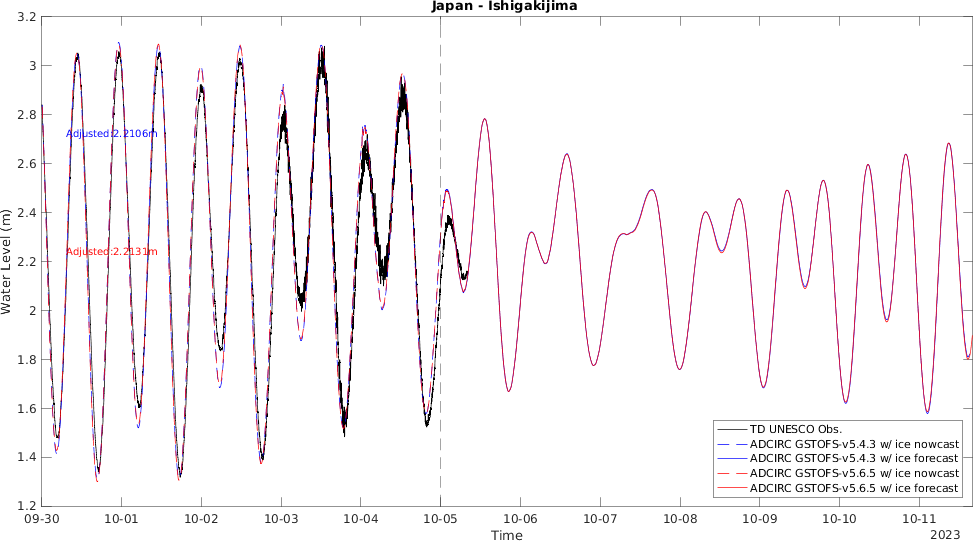 Japan - Ishigakijima
3.2
3
2.8
2.6
2.4
2.2
2
1.8
1.6
1.4
1.2
Water Level (m)
Adjusted:2.2106m
Adjusted:2.2131m
TD UNESCO Obs.
ADCIRC GSTOFS-v5.4.3 w/ ice nowcast
ADCIRC GSTOFS-v5.4.3 w/ ice forecast
ADCIRC GSTOFS-v5.6.5 w/ ice nowcast
ADCIRC GSTOFS-v5.6.5 w/ ice forecast
09-30 10-01 10-02 10-03 10-04 10-05 10-06 10-07 10-08 10-09 10-10 10-11
Time
2023